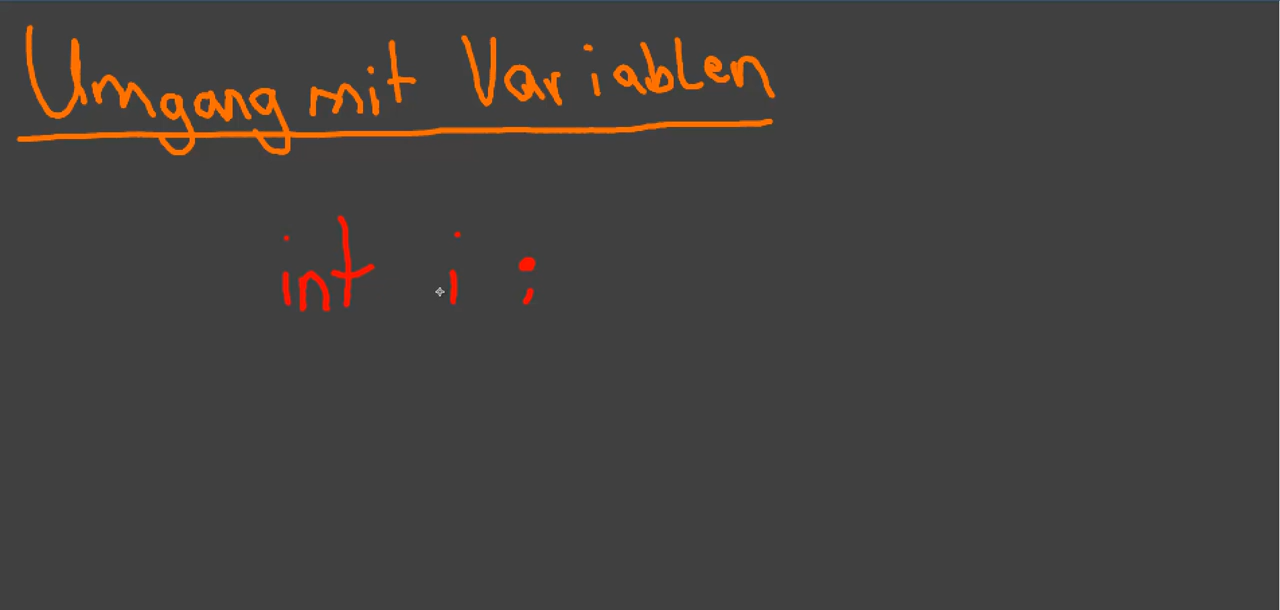 Umgang mit Variablen
int i ;